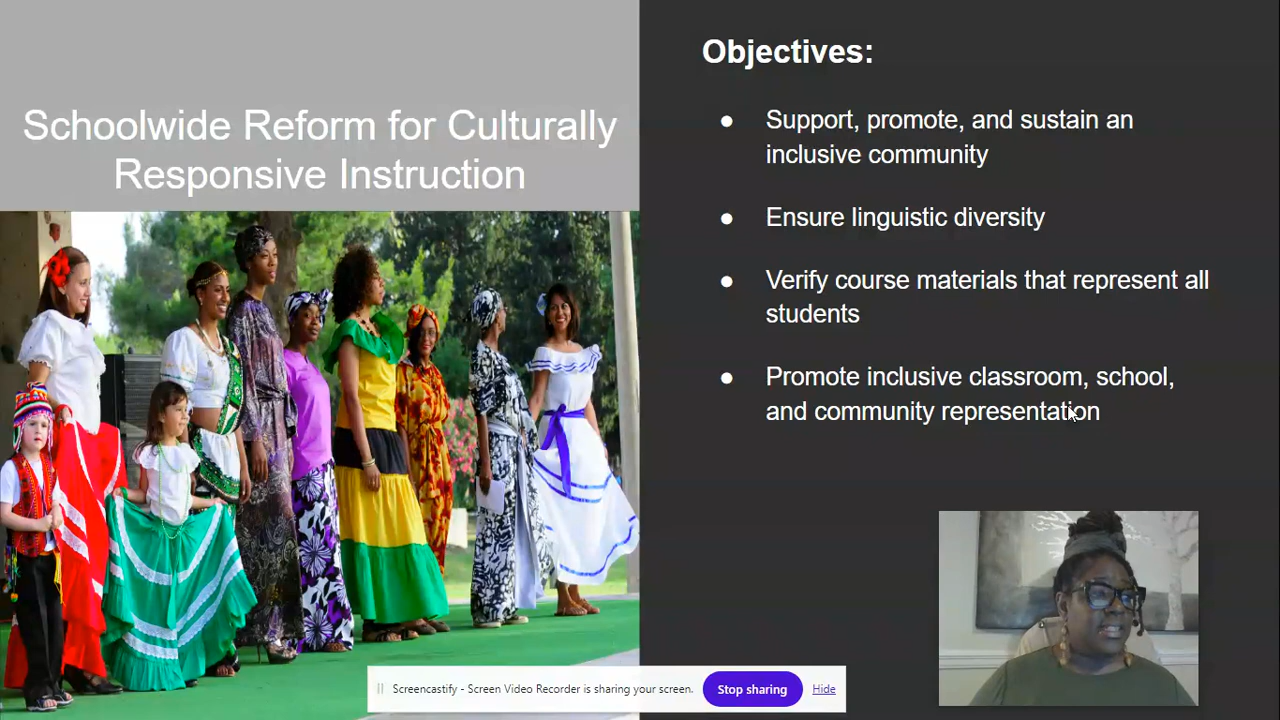 Schoolwide Reform for Culturally
Responsive Instruction
Objectives:
● Support, promote, and sustain an
inclusive community
● Ensure linguistic diversity
● Verify course materials that represent all
students
● Promote inclusive classroom, school,
and community representation
Screencastify - Screen Video Recorder is sharing your screen. Stop sharing Hide